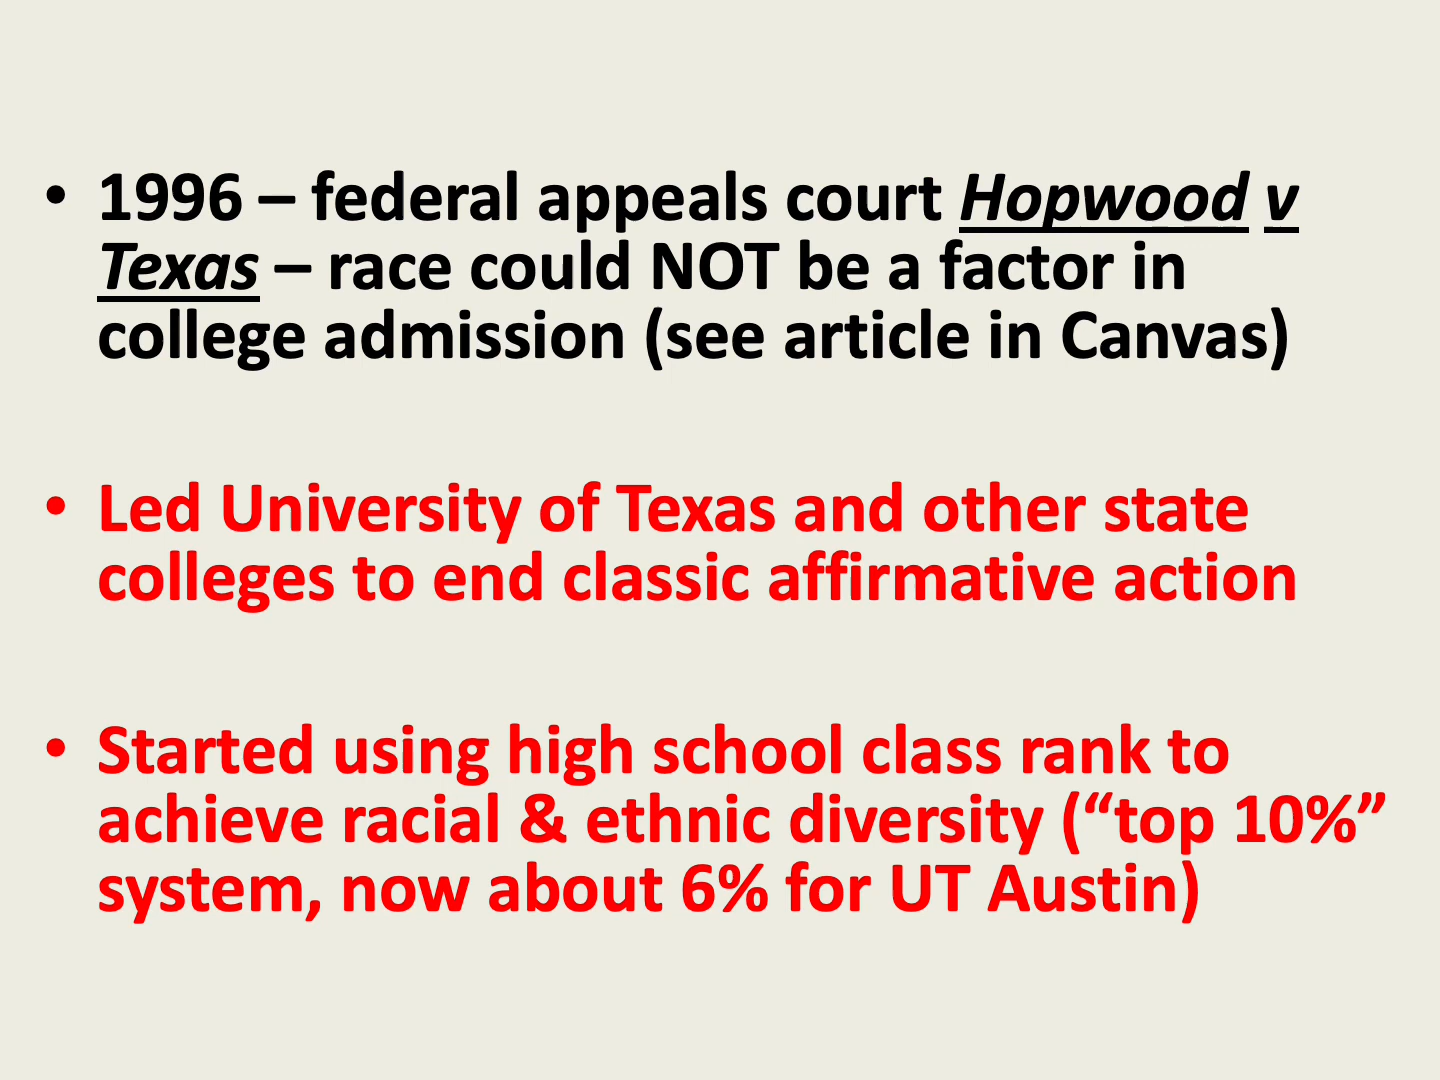 • 1996 – federal appeals court Hopwood v
Texas – race could NOT be a factor in
college admission (see article in Canvas)
• Led University of Texas and other state
colleges to end classic affirmative action
• Started using high school class rank to
achieve racial & ethnic diversity (“top 10%”
system, now about 6% for UT Austin)